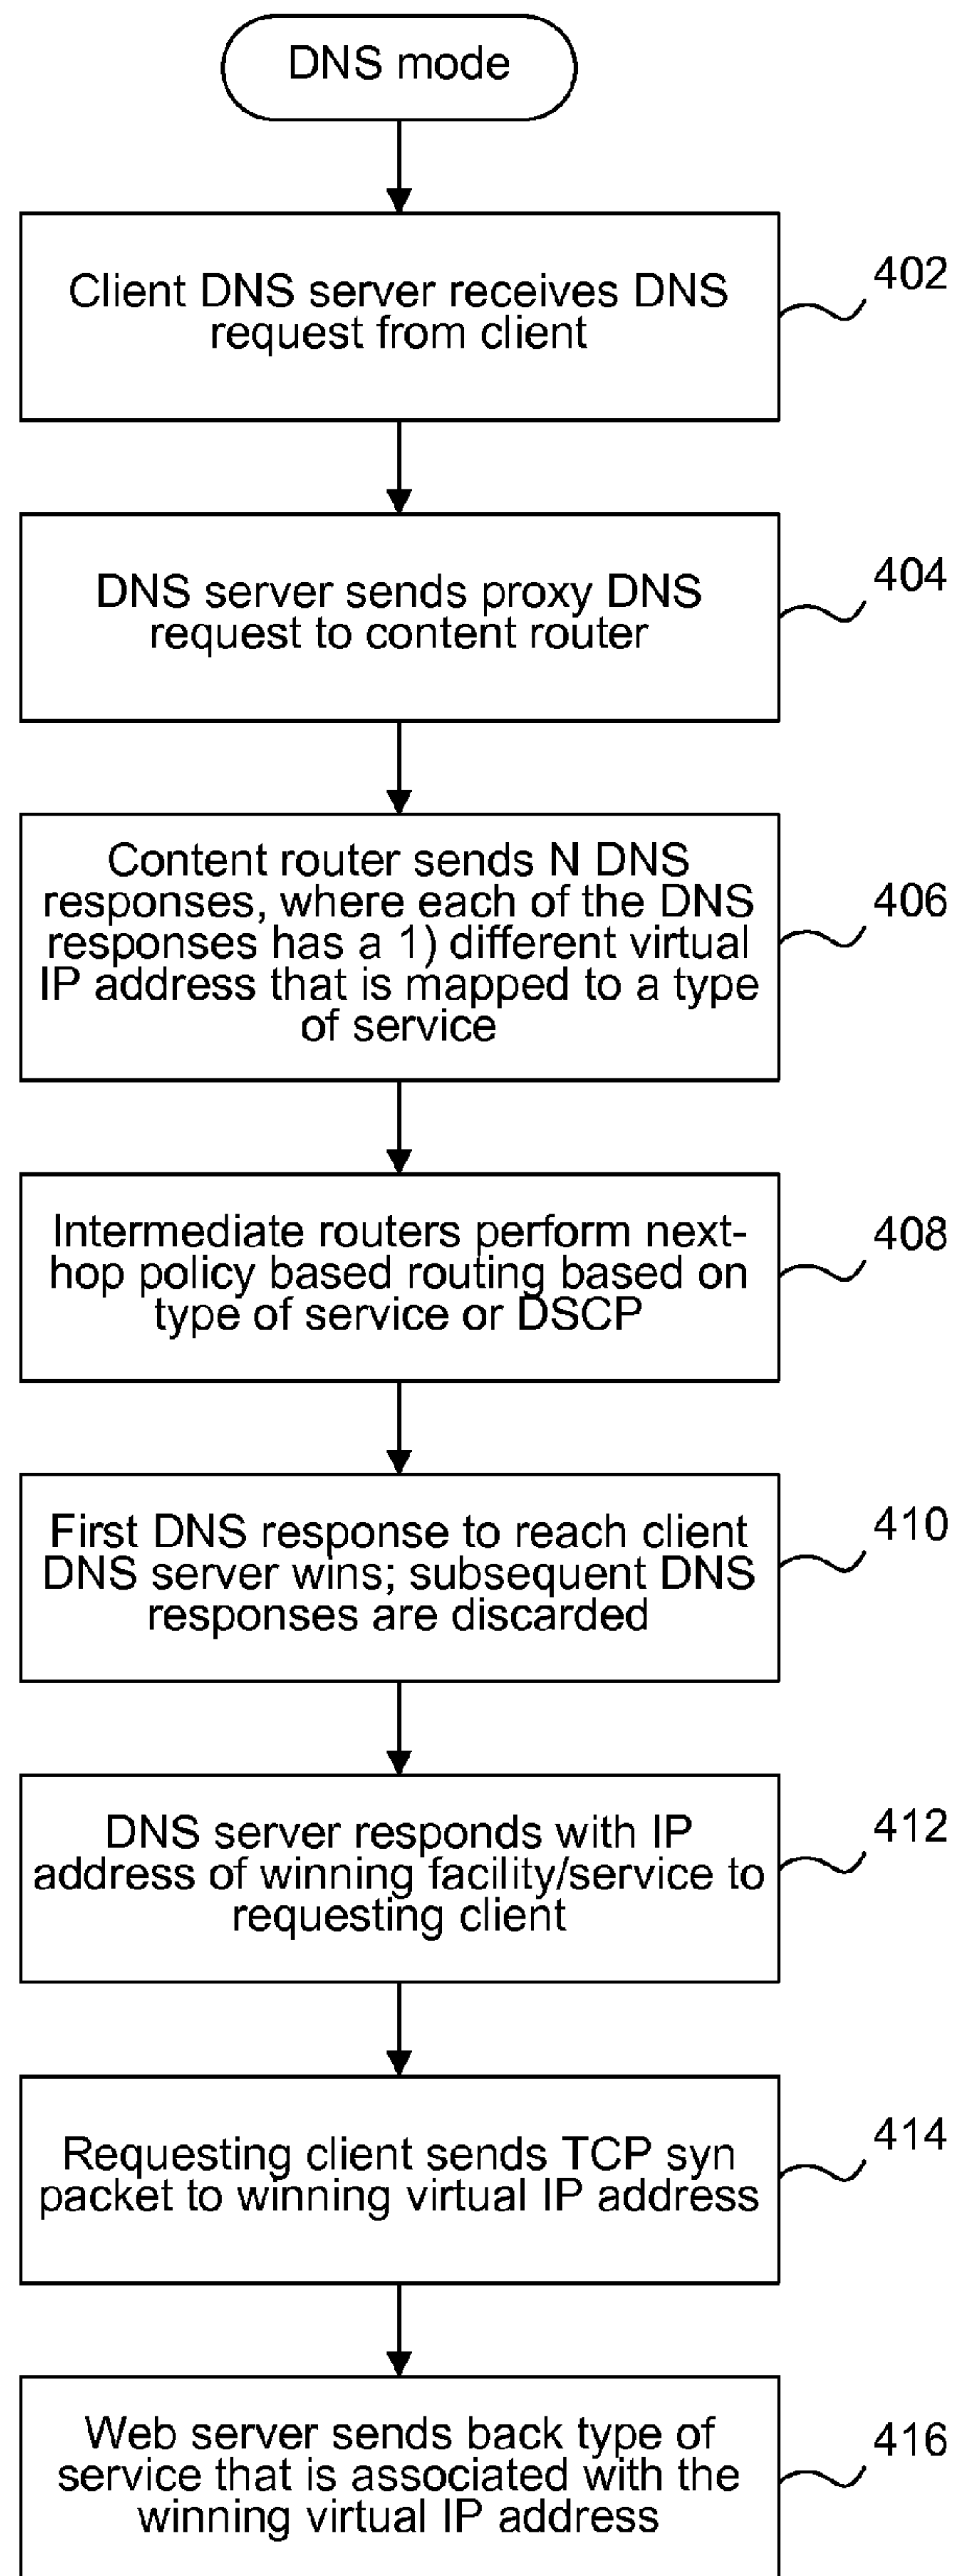 DNS mode
Client DNS server receives DNS
request from client
402
DNS server sends proxy DNS
request to content router
404
Content router sends N DNS
responses, where each of the DNS
responses has a 1) different virtual
IP address that is mapped to a type
of service
406
Intermediate routers perform next-
hop policy based routing based on
type of service or DSCP
408
First DNS response to reach client
DNS server wins; subsequent DNS
responses are discarded
410
DNS server responds with IP
address of winning facility/service to
requesting client
412
Requesting client sends TCP syn
packet to winning virtual IP address
414
Web server sends back type of
service that is associated with the
winning virtual IP address
416